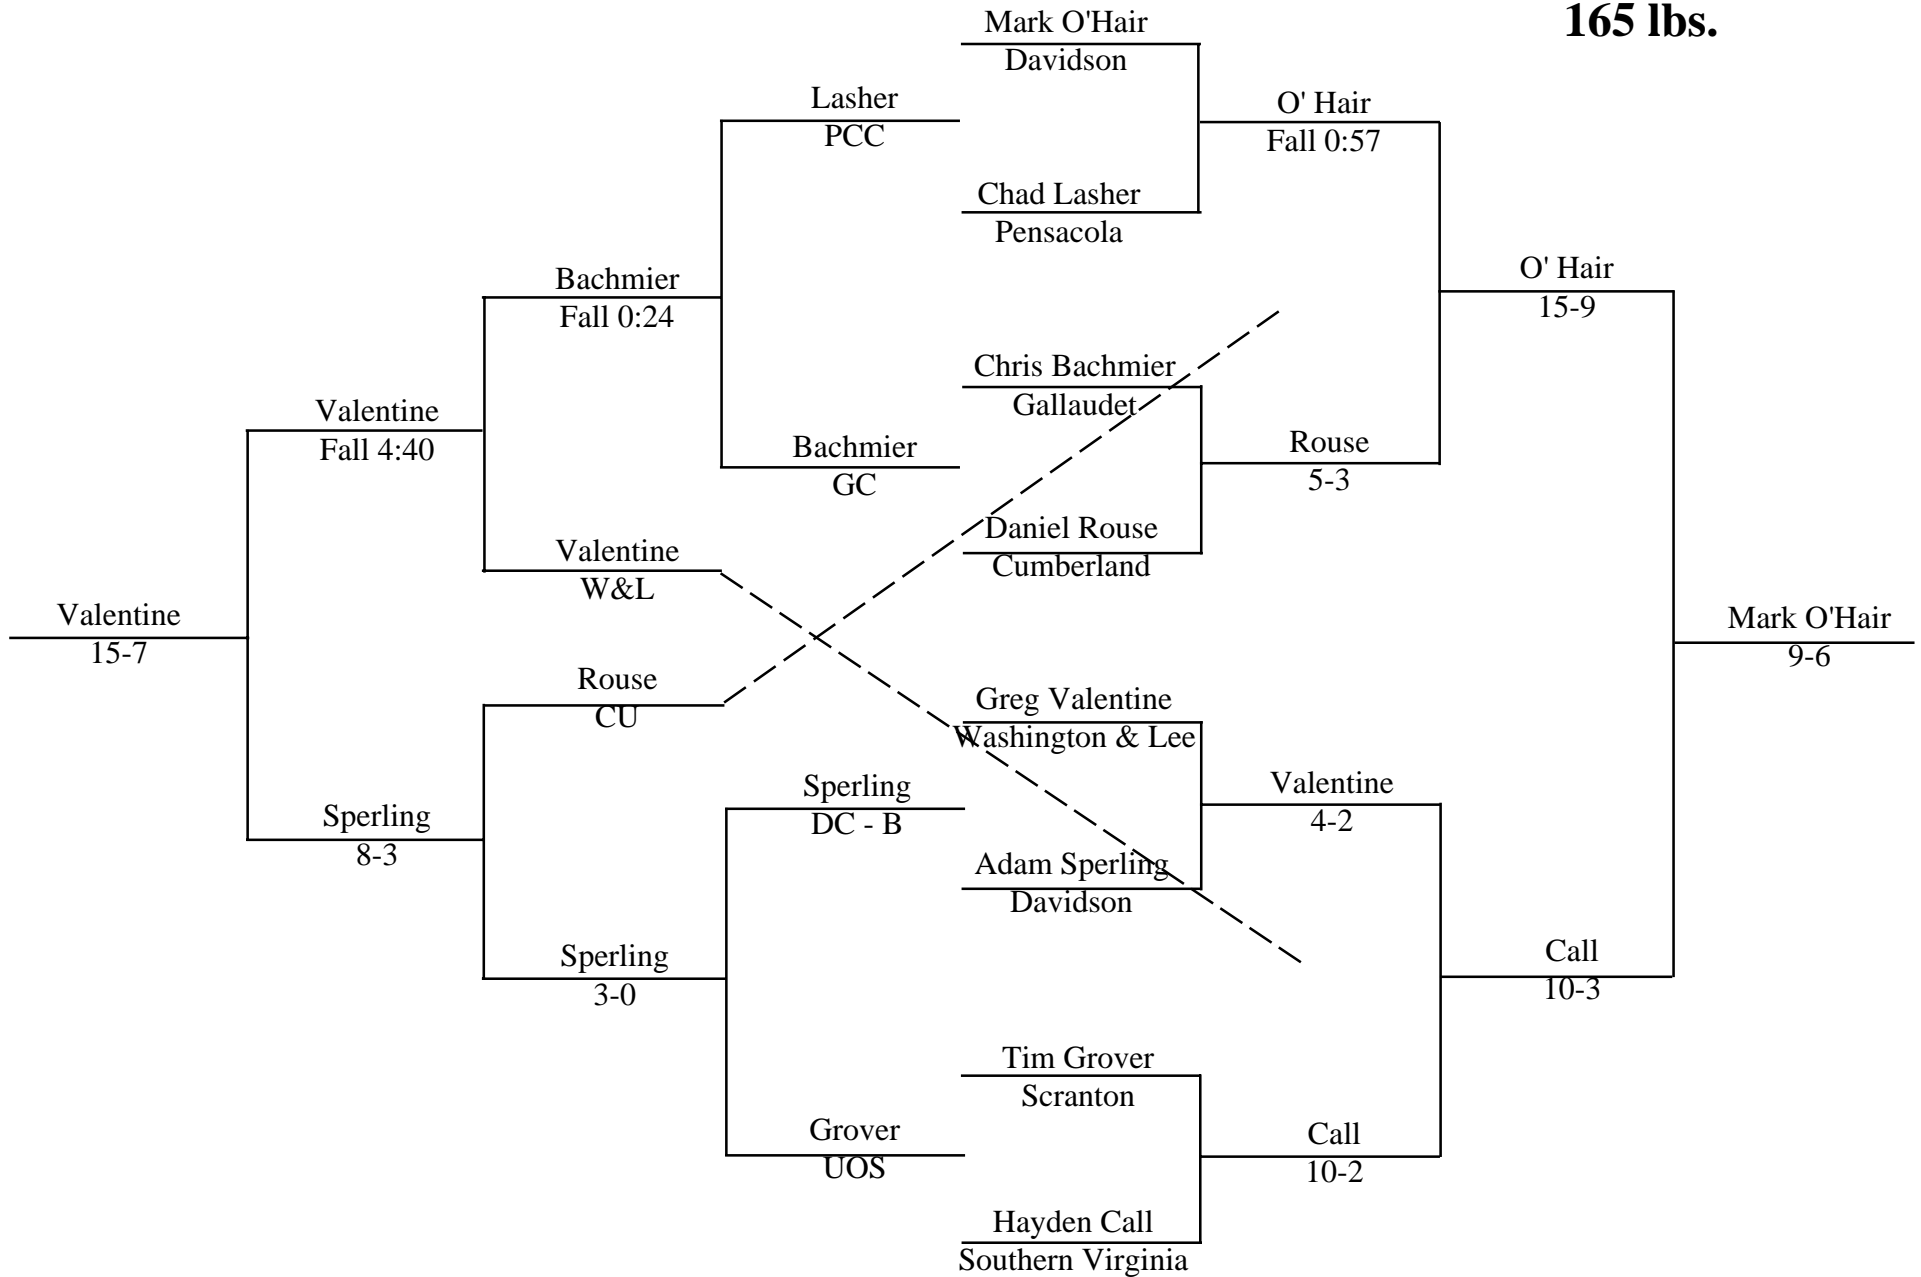 165 lbs.
Mark O'Hair
Davidson
Lasher
PCC
O' Hair
Fall 0:57
Chad Lasher
Pensacola
O' Hair
15-9
Bachmier
Fall 0:24
Chris Bachmier
Gallaudet
Valentine
Fall 4:40
Bachmier
GC
Rouse
5-3
Daniel Rouse
Cumberland
Valentine
W&L
Valentine
15-7
Mark O'Hair
9-6
Rouse
CU
Greg Valentine
Washington & Lee
Sperling
DC - B
Valentine
4-2
Sperling
8-3
Adam Sperling
Davidson
Sperling
3-0
Call
10-3
Tim Grover
Scranton
Grover
UOS
Call
10-2
Hayden Call
Southern Virginia